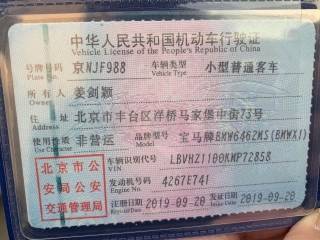 中华人民共和国机动车行驶证
Vehicle License of the People's Republic of China
号牌号码 京NJF988 车辆类型 小型普通客车
Plate No. Vehicle Type
所有人 姜剑颖
Owner
住址 北京市丰台区洋桥马家堡中街73号
Address
使用性质 非营运 品牌型号 宝马牌BMW6462MS(BMWX1)
Use Character Model
北京市公安局公安交通管理局
车辆识别代号 LBVHZ1100KMP72858
VIN
发动机号码 4267E741
Engine No.
注册日期 2019-09-20 发证日期 2019-09-20
Register Date Issue Date